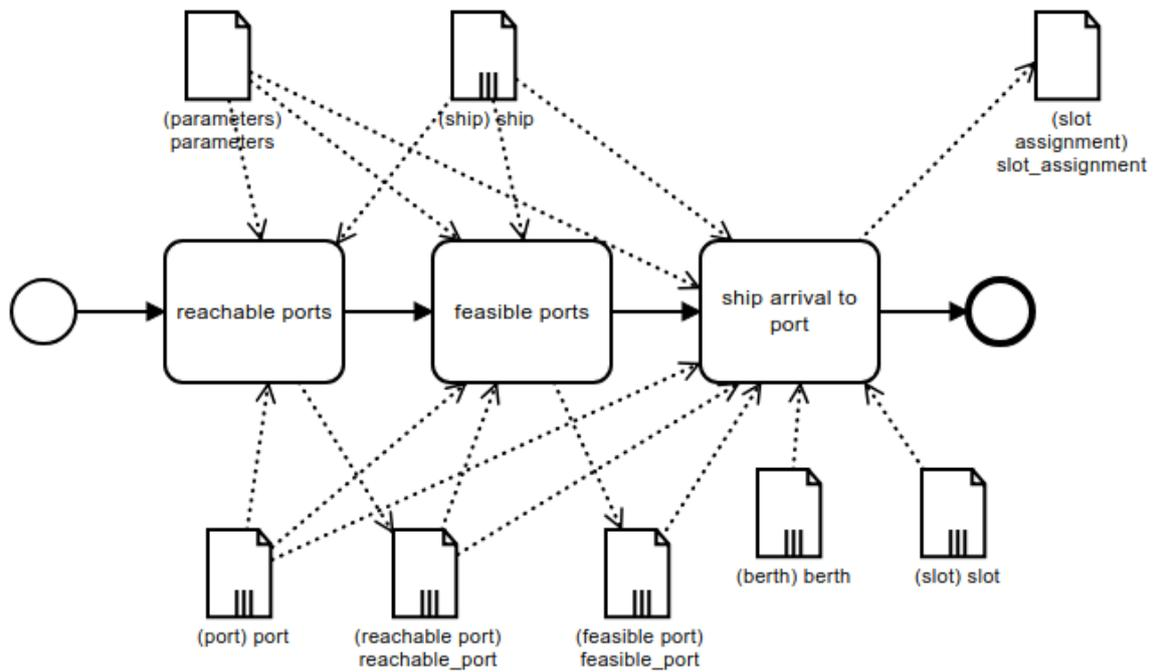 (parameters)
parameters
(ship) ship
(slot
assignment)
slot_assignment
reachable ports
feasible ports
ship arrival to
port
(berth) berth
(slot) slot
(port) port
(reachable port)
reachable_port
(feasible port)
feasible_port